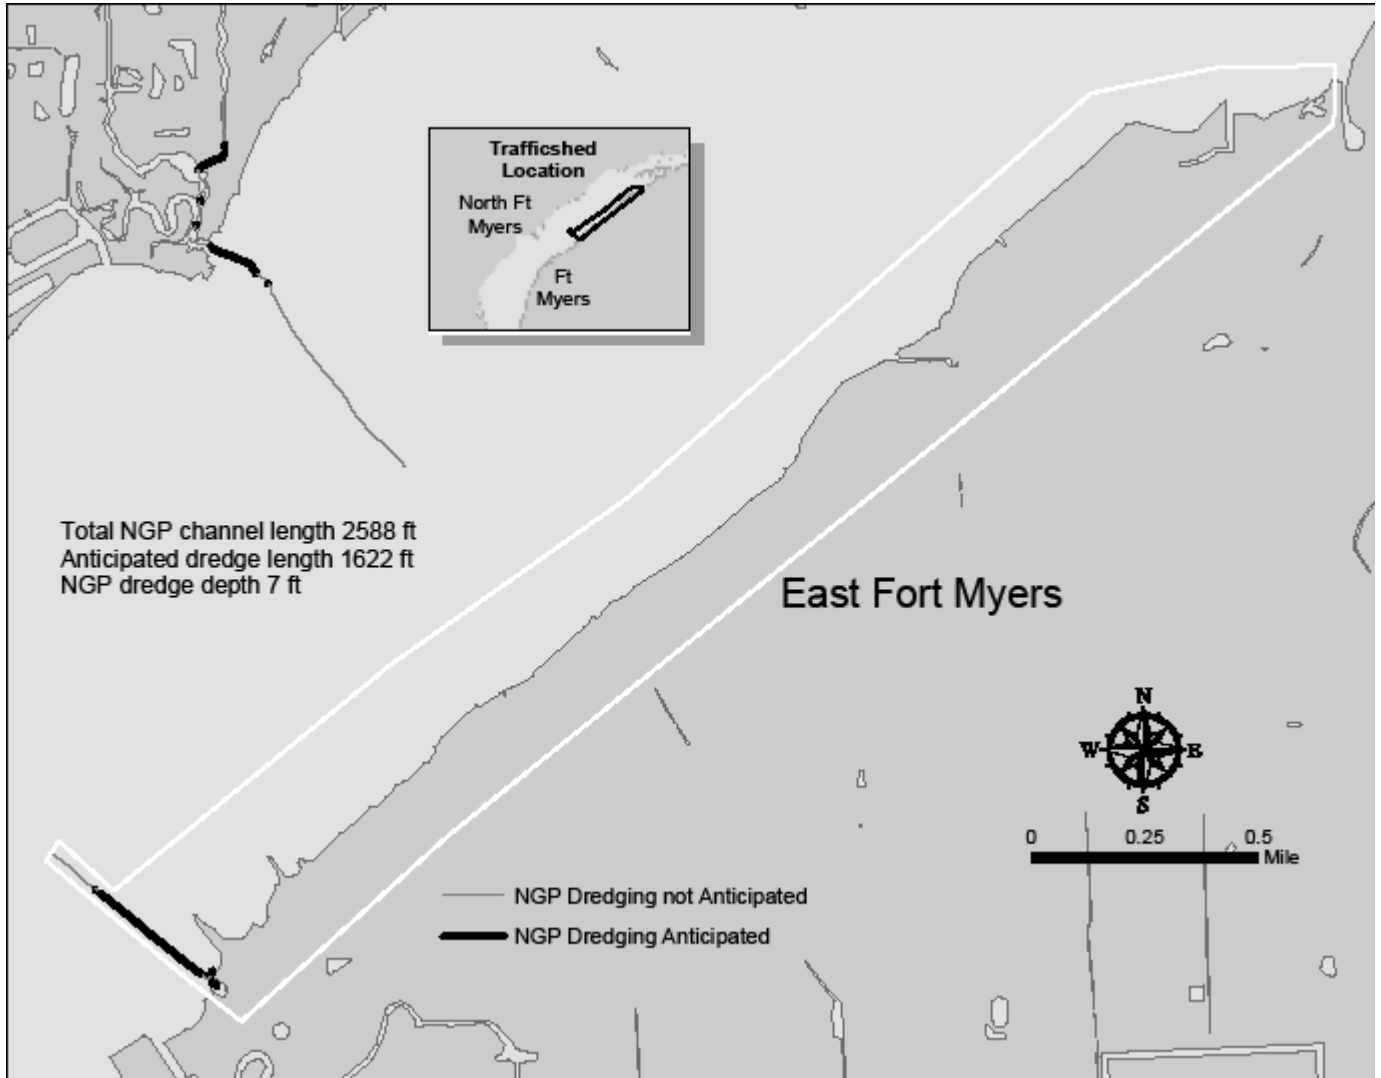 Trafficshed
Location
North Ft
Myers
Ft
Myers
Total NGP channel length 2588 ft
Anticipated dredge length 1622 ft
NGP dredge depth 7 ft
East Fort Myers
N
W
E
S
0 0.25 0.5
Mile
NGP Dredging not Anticipated
NGP Dredging Anticipated